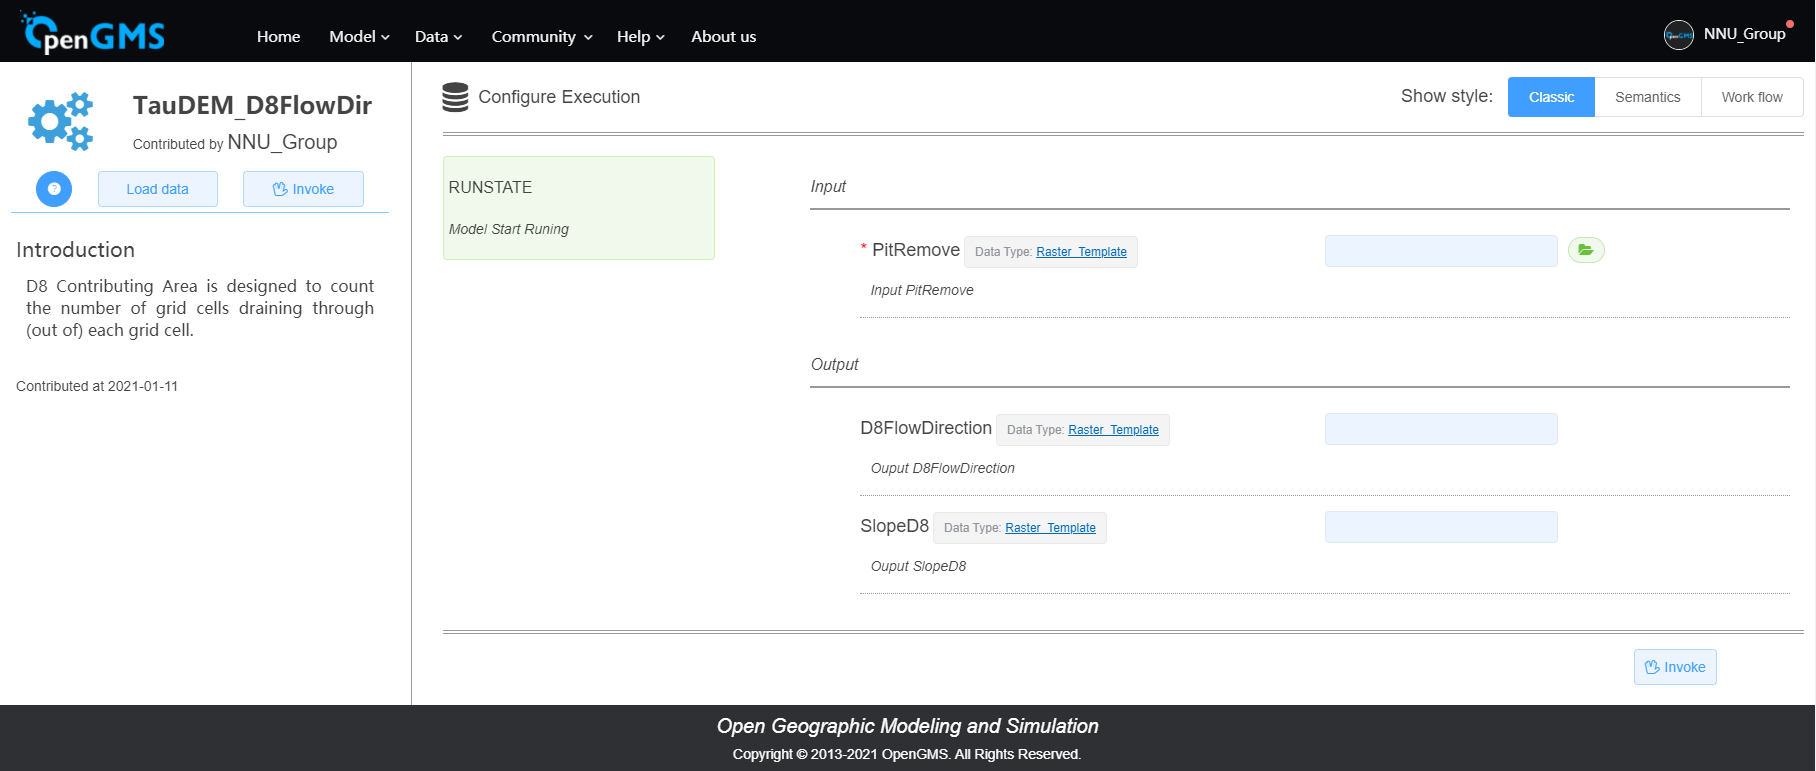 OpenGMS
Home Model Data Community Help About us
OpenGMS NNU_Group
TauDEM_D8FlowDir
Contributed by NNU_Group
? Load data Invoke
Introduction
D8 Contributing Area is designed to count
the number of grid cells draining through
(out of) each grid cell.
Contributed at 2021-01-11
Configure Execution
Show style: Classic Semantics Work flow
RUNSTATE
Model Start Runing
Input
* PitRemove Data Type: Raster_Template
Input PitRemove
Output
D8FlowDirection Data Type: Raster_Template
Ouput D8FlowDirection
SlopeD8 Data Type: Raster_Template
Ouput SlopeD8
Invoke
Open Geographic Modeling and Simulation
Copyright © 2013-2021 OpenGMS. All Rights Reserved.